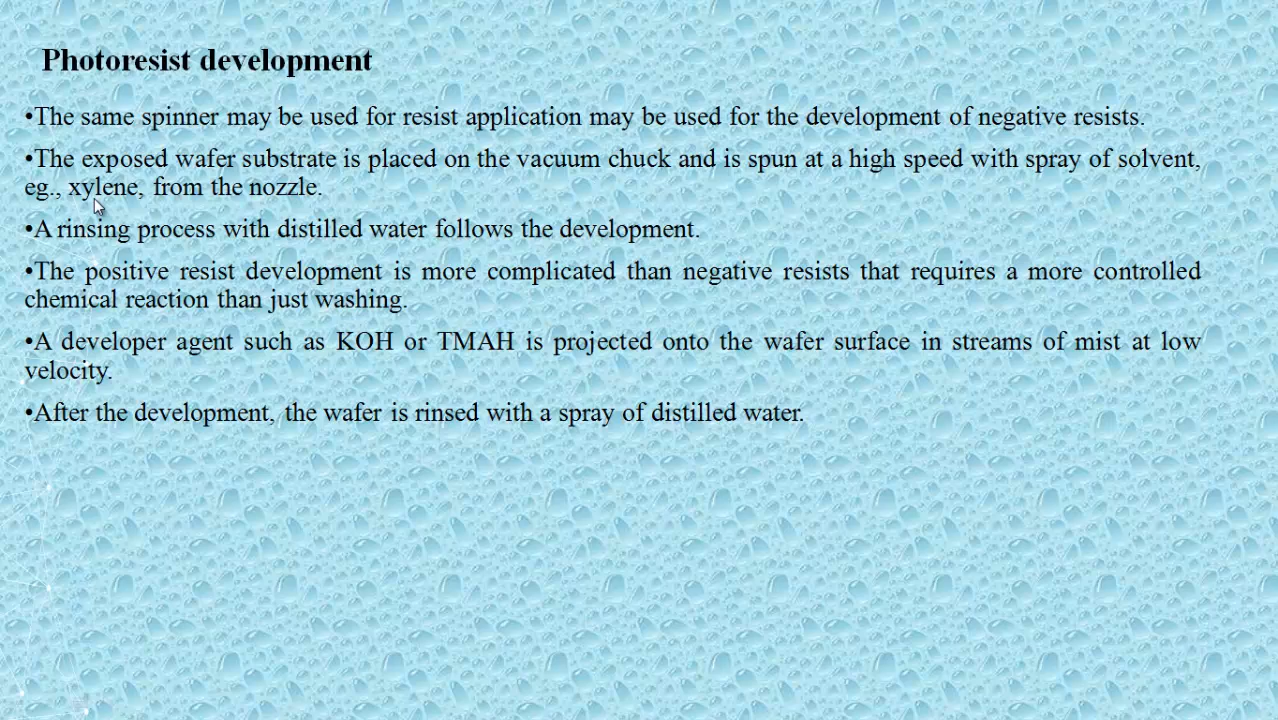 Photoresist development
•The same spinner may be used for resist application may be used for the development of negative resists.
•The exposed wafer substrate is placed on the vacuum chuck and is spun at a high speed with spray of solvent,
eg., xylene, from the nozzle.
•A rinsing process with distilled water follows the development.
•The positive resist development is more complicated than negative resists that requires a more controlled
chemical reaction than just washing.
•A developer agent such as KOH or TMAH is projected onto the wafer surface in streams of mist at low
velocity.
•After the development, the wafer is rinsed with a spray of distilled water.